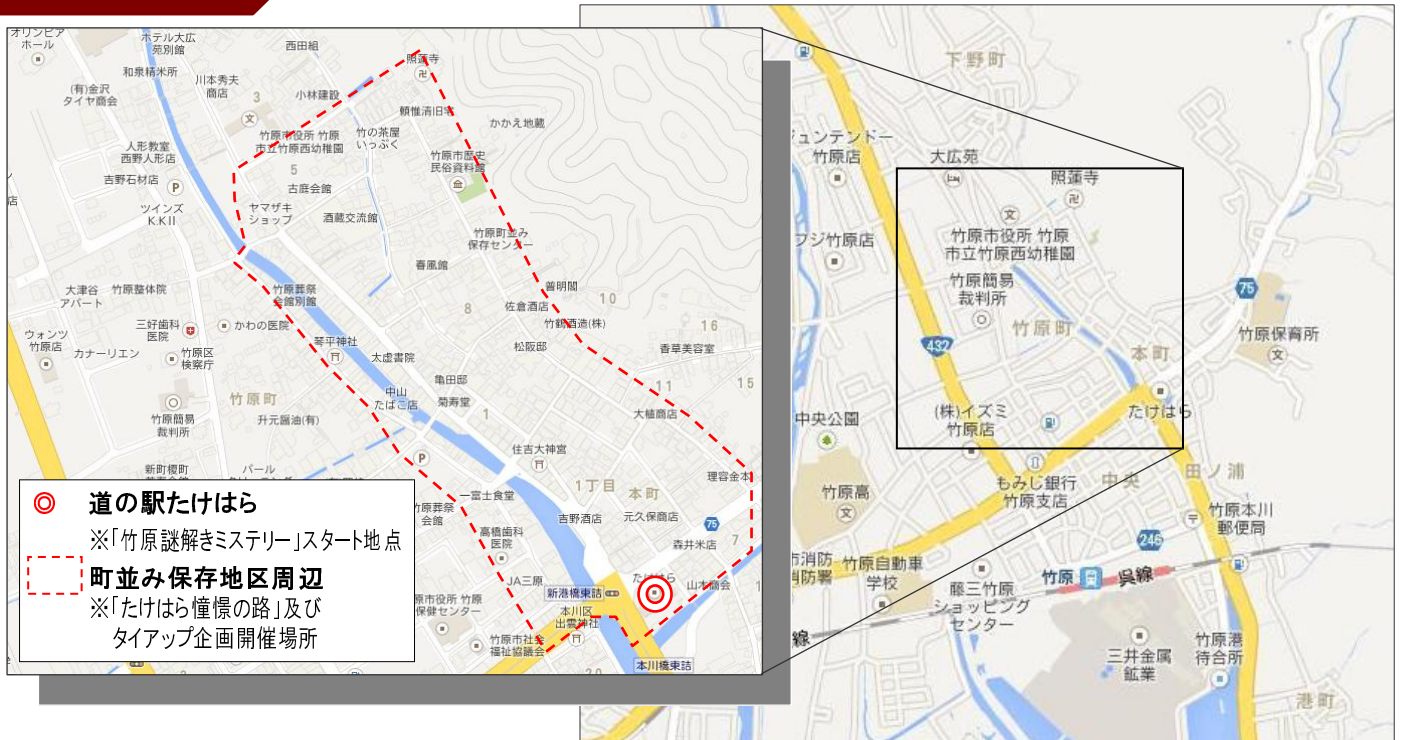 オリンピア
ホール
ホテル大広
苑別館
西田組
照蓮寺
和泉精米所
(有)金沢
タイヤ商会
川本秀夫
商店
3
小林建設
頼惟清旧宅
かかえ地蔵
竹原市役所 竹原
市立竹原西幼稚園
竹の茶屋
いっぷく
人形教室
西野人形店
5
竹原市歴史
民俗資料館
吉野石材店
古庭会館
ツインズ
K.KII
ヤマザキ
ショップ
酒蔵交流館
竹原町並み
保存センター
春風館
大津谷
アパート
竹原整体院
竹原葬祭
会館別館
普明閣
10
佐倉酒店
8
竹鶴酒造(株)
16
三好歯科
医院
かわの医院
ウォンツ
竹原店
カナーリエン
竹原区
検察庁
琴平神社
太虚書院
松阪邸
香草美容室
亀田邸
11
15
竹原町
中山
たばこ店
菊寿堂
1
大植商店
竹原簡易
裁判所
升元醤油(有)
住吉大神宮
理容金本
新町榎町
パール
一富士食堂
1丁目 本町
竹原葬祭
会館
吉野酒店
元久保商店
75
高橋歯科
医院
森井米店
7
JA三原
新港橋東詰
たけはら
山本商会
原市役所 竹原
保健センター
本川区
出雲神社
竹原市社会
福祉協議会
20
本川橋東詰
道の駅たけはら
※「竹原謎解きミステリー」スタート地点
町並み保存地区周辺
※「たけはら憧憬の路」及び
タイアップ企画開催場所
下野町
ジュンテンドー
竹原店
大広苑
照蓮寺
フジ竹原店
竹原市役所 竹原
市立竹原西幼稚園
竹原簡易
裁判所
75
竹原町
竹原保育所
432
本町
たけはら
中央公園
(株)イズミ
竹原店
もみじ銀行
竹原支店
中央
田ノ浦
竹原高
竹原本川
郵便局
246
市消防
消防署
竹原自動車
学校
竹原
呉線
藤三竹原
ショッピング
センター
線
三井金属
鉱業
竹原港
待合所
港町